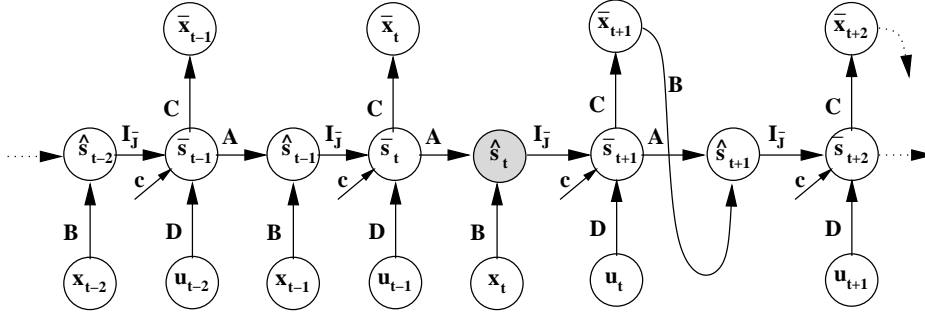 x̄t−1 x̄t x̄t+1 x̄t+2
C C C B C
ŝt−2 IJ̄ s̄t−1 A ŝt−1 IJ̄ s̄t A ŝt IJ̄ s̄t+1 A ŝt+1 IJ̄ s̄t+2
c c c c
B D B D B D D
xt−2 ut−2 xt−1 ut−1 xt ut ut+1